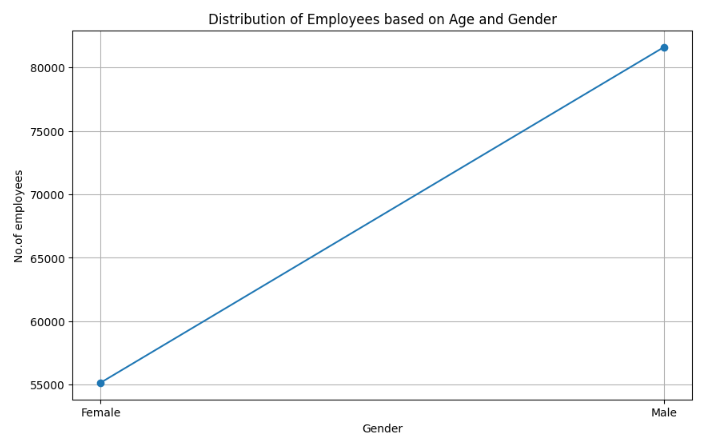 Distribution of Employees based on Age and Gender
No.of employees
80000
75000
70000
65000
60000
55000
Female
Male
Gender